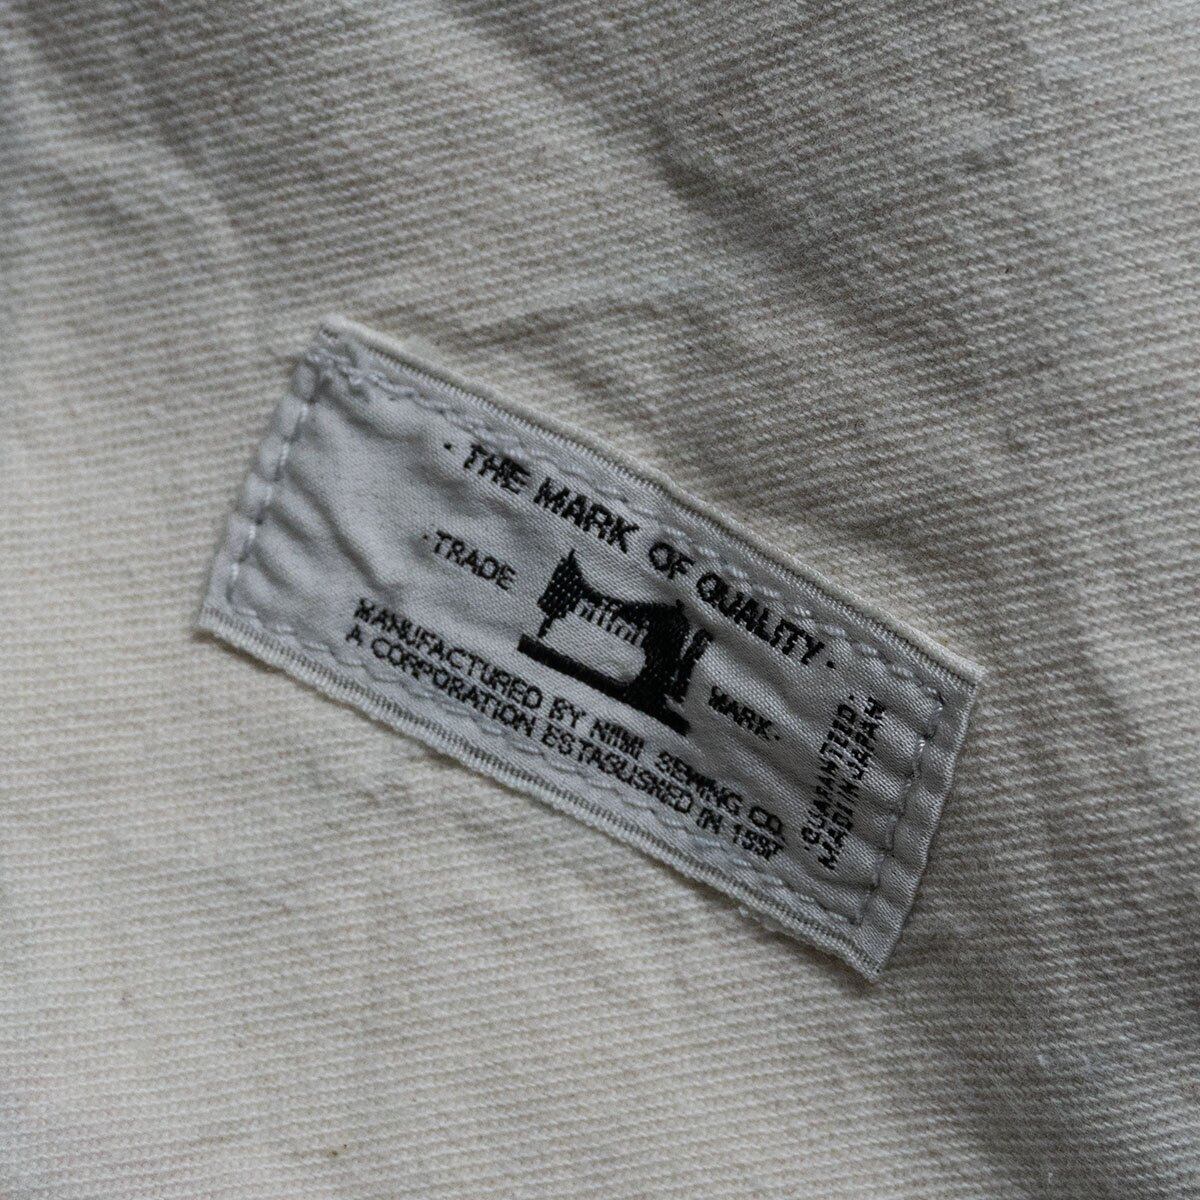 · THE MARK OF QUALITY ·
· TRADE MARK ·
MANUFACTURED BY NIIMI SEWING CO.
A CORPORATION ESTABLISHED IN 1997
· GUARANTEED ·
MADE IN JAPAN